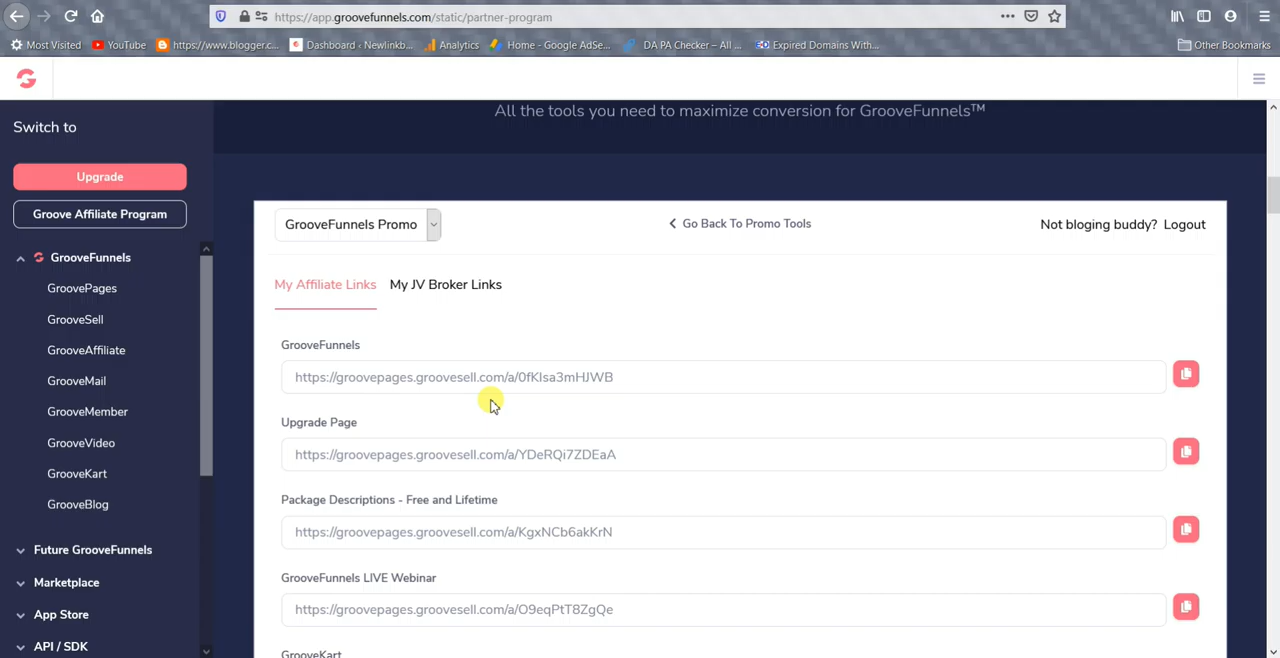 https://app.groovefunnels.com/static/partner-program
Most Visited
YouTube
https://www.blogger.c...
Dashboard ‹ Newlinkb...
Analytics
Home - Google AdSe...
DA PA Checker – All ...
Expired Domains With...
Other Bookmarks
Switch to
Upgrade
Groove Affiliate Program
GrooveFunnels
GroovePages
GrooveSell
GrooveAffiliate
GrooveMail
GrooveMember
GrooveVideo
GrooveKart
GrooveBlog
Future GrooveFunnels
Marketplace
App Store
API / SDK
All the tools you need to maximize conversion for GrooveFunnels™
GrooveFunnels Promo
Go Back To Promo Tools
Not bloging buddy? Logout
My Affiliate Links
My JV Broker Links
GrooveFunnels
https://groovepages.groovesell.com/a/0fKIsa3mHJWB
Upgrade Page
https://groovepages.groovesell.com/a/YDeRQi7ZDEaA
Package Descriptions - Free and Lifetime
https://groovepages.groovesell.com/a/KgxNCb6akKrN
GrooveFunnels LIVE Webinar
https://groovepages.groovesell.com/a/O9eqPtT8ZgQe
GrooveKart